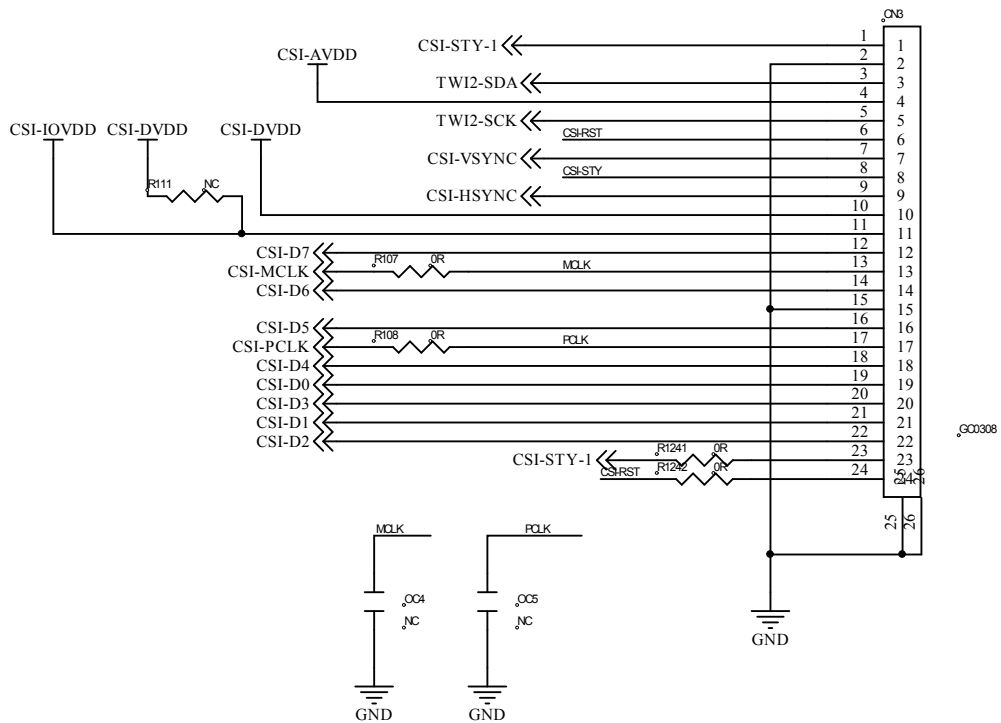 CN3
CSI-STY-1 1 1
2 2
CSI-AVDD
TWI2-SDA 3 3
4 4
TWI2-SCK 5 5
CSI-IOVDD CSI-DVDD CSI-DVDD
CSI-RST 6 6
CSI-VSYNC 7 7
CSI-STY 8 8
R111 NC
CSI-HSYNC 9 9
10 10
11 11
CSI-D7 12 12
CSI-MCLK R107 0R MCLK 13 13
CSI-D6 14 14
15 15
CSI-D5 16 16
CSI-PCLK R108 0R PCLK 17 17
CSI-D4 18 18
CSI-D0 19 19
CSI-D3 20 20
CSI-D1 21 21
CSI-D2 22 22
GC0308
CSI-STY-1 R1241 0R 23 23
CSI-RST R1242 0R 24 24
25 26
25 26
MCLK PCLK
OC4 OC5
NC NC
GND
GND GND